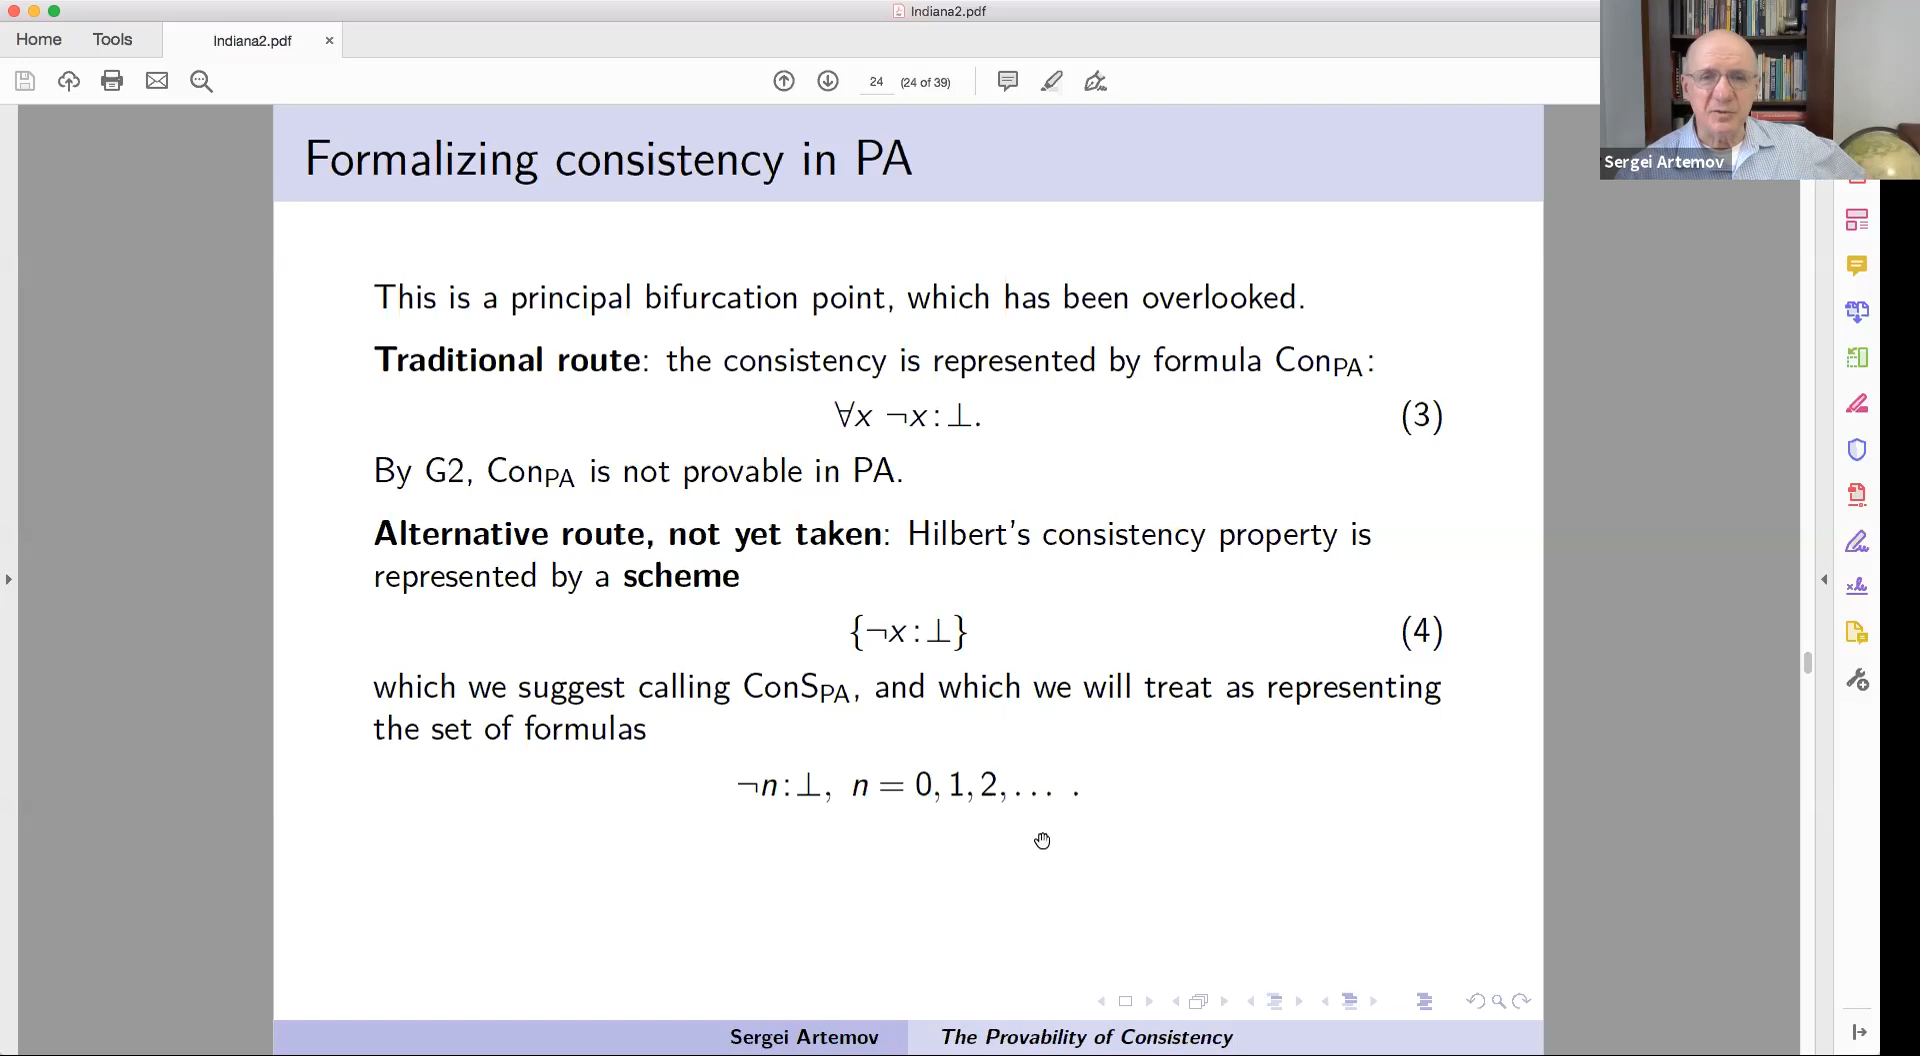 Indiana2.pdf
Home Tools Indiana2.pdf ×
24 (24 of 39)
Sergei Artemov
Formalizing consistency in PA
This is a principal bifurcation point, which has been overlooked.
Traditional route: the consistency is represented by formula Con_PA:
∀x ¬x:⊥. (3)
By G2, Con_PA is not provable in PA.
Alternative route, not yet taken: Hilbert's consistency property is
represented by a scheme
{¬x:⊥} (4)
which we suggest calling ConS_PA, and which we will treat as representing
the set of formulas
¬n:⊥, n = 0, 1, 2, . . . .
Sergei Artemov The Provability of Consistency